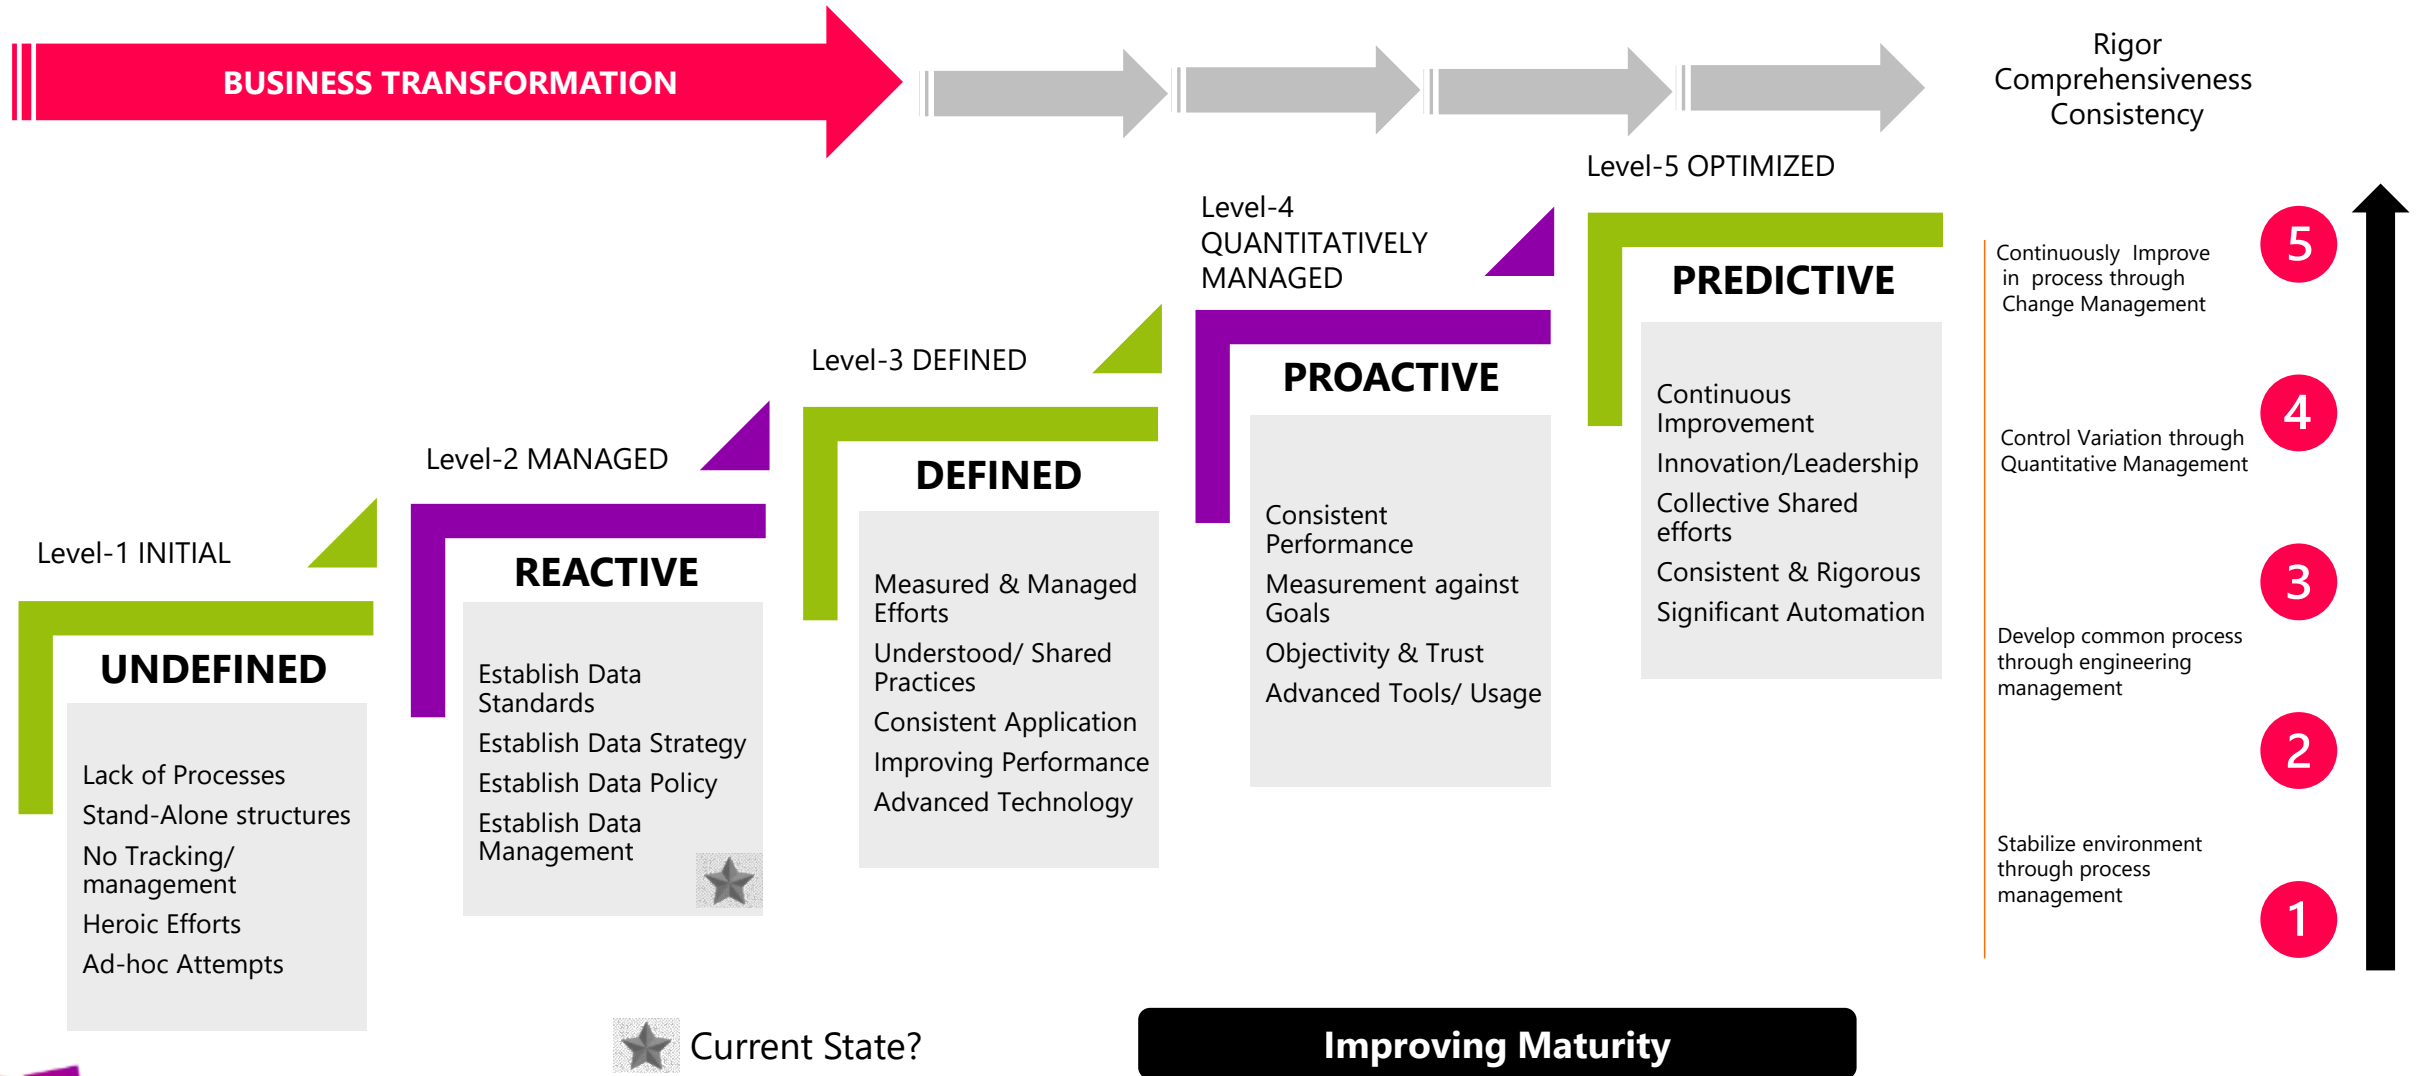 BUSINESS TRANSFORMATION
Rigor
Comprehensiveness
Consistency
Level-1 INITIAL
UNDEFINED
Lack of Processes
Stand-Alone structures
No Tracking/
management
Heroic Efforts
Ad-hoc Attempts
Level-2 MANAGED
REACTIVE
Establish Data
Standards
Establish Data Strategy
Establish Data Policy
Establish Data
Management
Level-3 DEFINED
DEFINED
Measured & Managed
Efforts
Understood/ Shared
Practices
Consistent Application
Improving Performance
Advanced Technology
Level-4
QUANTITATIVELY
MANAGED
PROACTIVE
Consistent
Performance
Measurement against
Goals
Objectivity & Trust
Advanced Tools/ Usage
Level-5 OPTIMIZED
PREDICTIVE
Continuous
Improvement
Innovation/Leadership
Collective Shared
efforts
Consistent & Rigorous
Significant Automation
Continuously Improve
in process through
Change Management
5
4
Control Variation through
Quantitative Management
3
Develop common process
through engineering
management
2
Stabilize environment
through process
management
1
Current State?
Improving Maturity